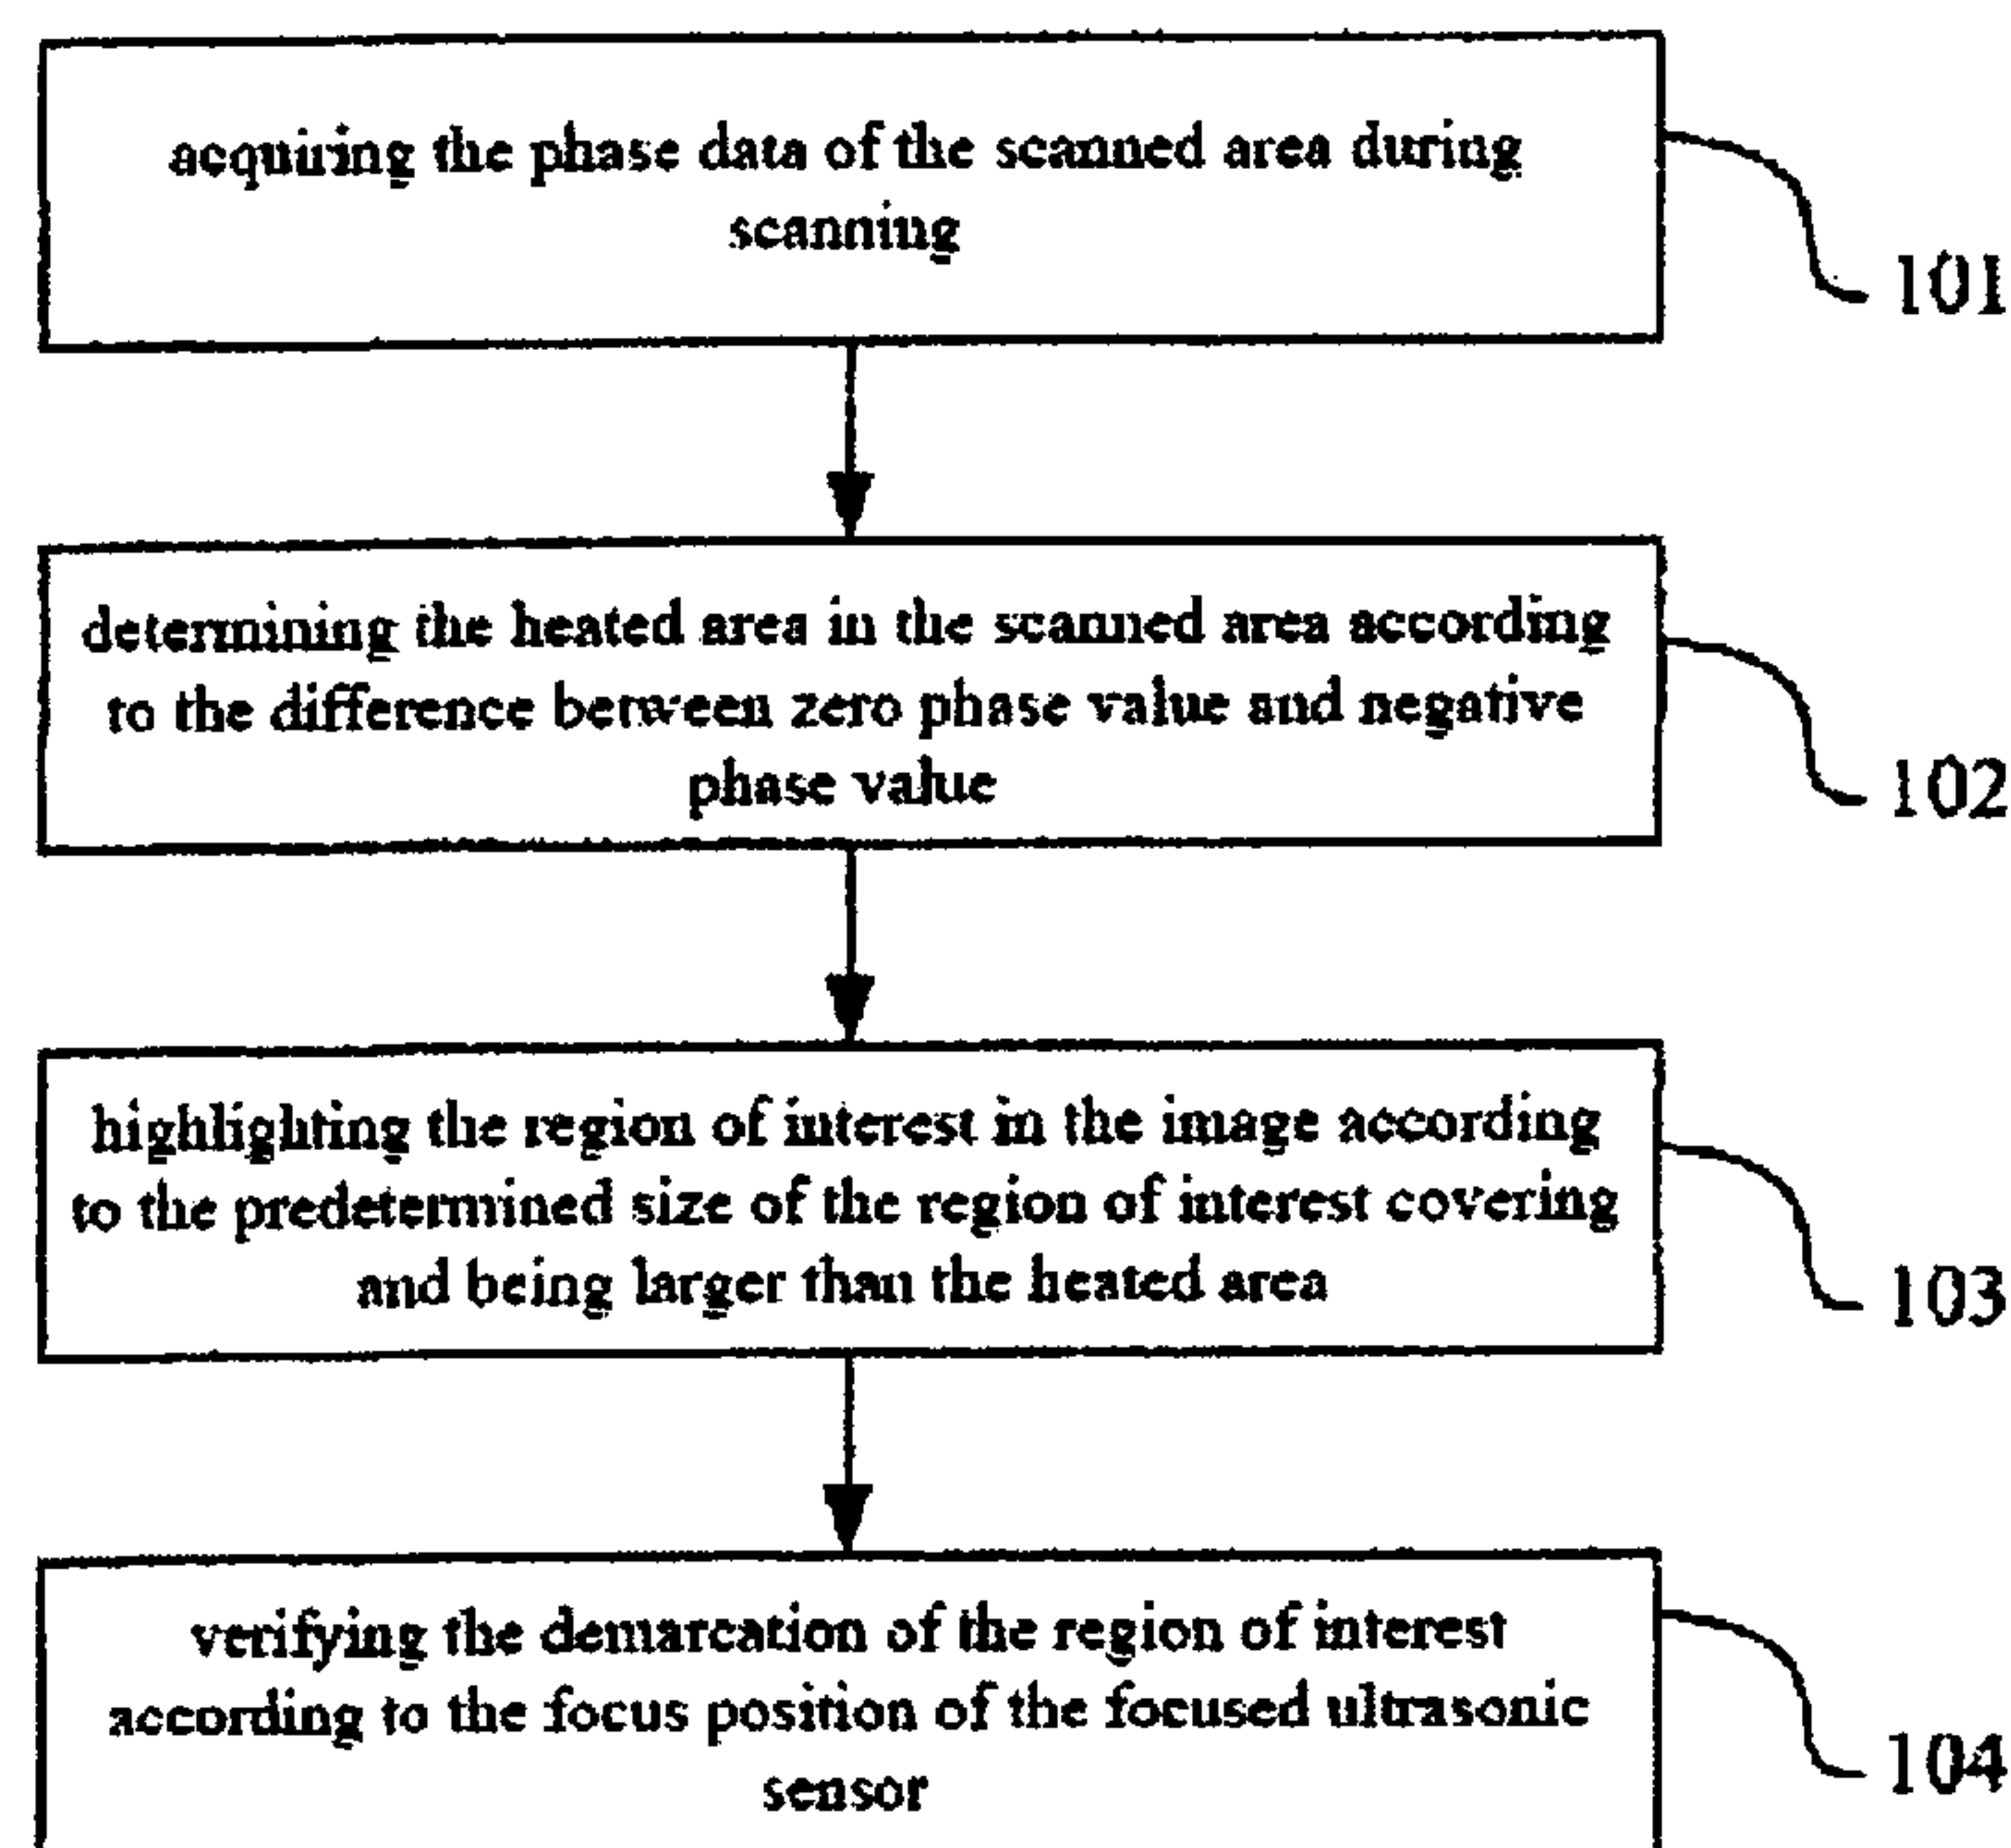 acquiring the phase data of the scanned area during
scanning
101
determining the heated area in the scanned area according
to the difference between zero phase value and negative
phase value
102
highlighting the region of interest in the image according
to the predetermined size of the region of interest covering
and being larger than the heated area
103
verifying the demarcation of the region of interest
according to the focus position of the focused ultrasonic
sensor
104